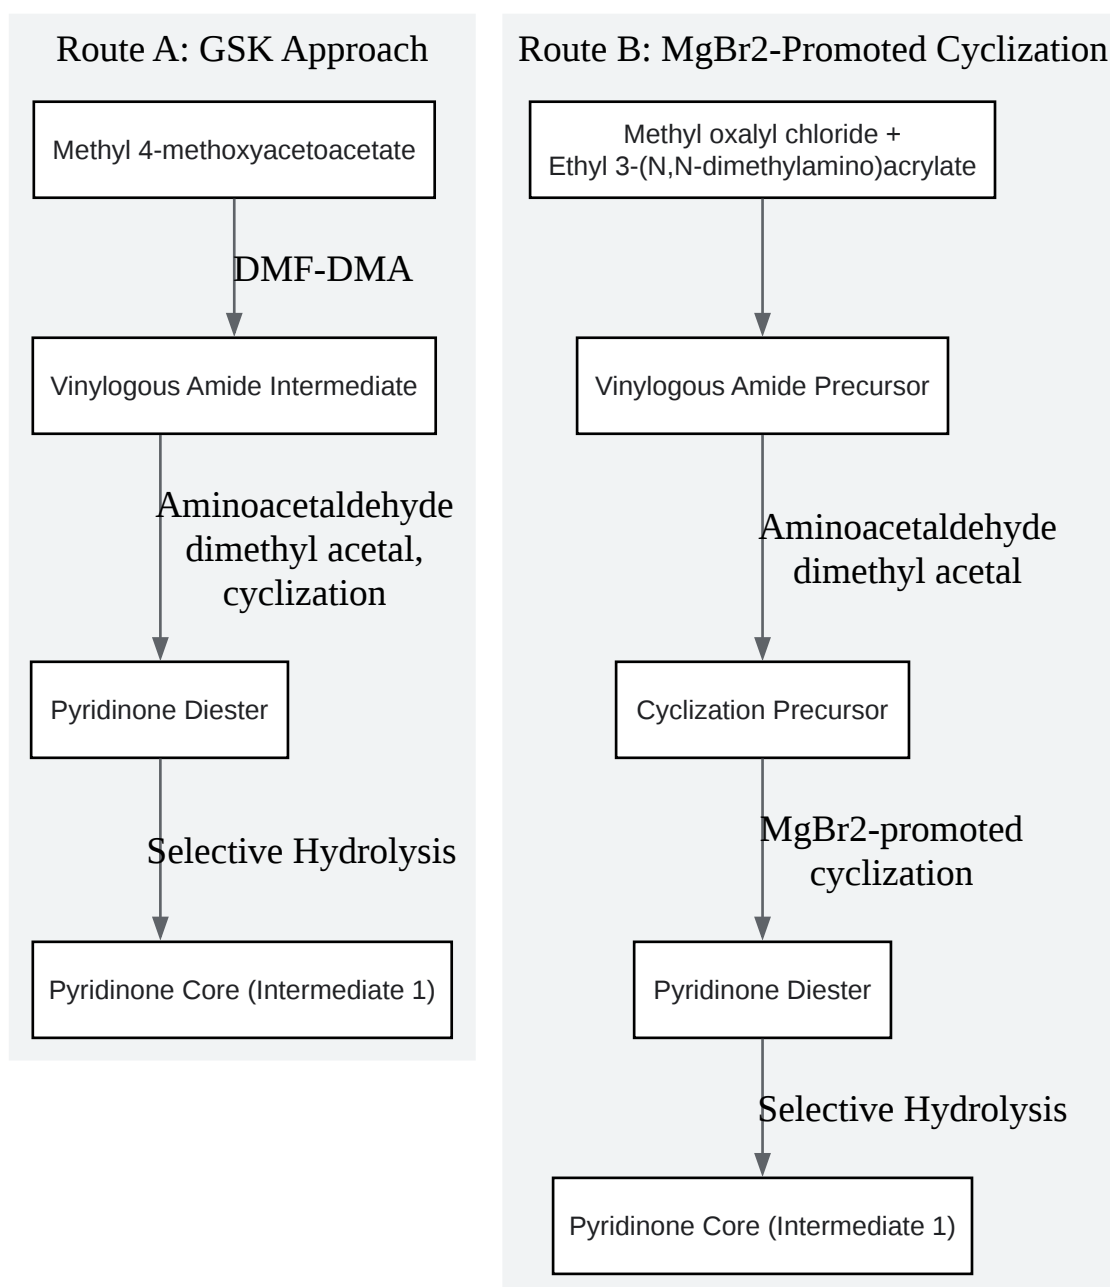 Route A: GSK Approach
Methyl 4-methoxyacetoacetate
DMF-DMA
Vinylogous Amide Intermediate
Aminoacetaldehyde
dimethyl acetal,
cyclization
Pyridinone Diester
Selective Hydrolysis
Pyridinone Core (Intermediate 1)
Route B: MgBr2-Promoted Cyclization
Methyl oxalyl chloride +
Ethyl 3-(N,N-dimethylamino)acrylate
Vinylogous Amide Precursor
Aminoacetaldehyde
dimethyl acetal
Cyclization Precursor
MgBr2-promoted
cyclization
Pyridinone Diester
Selective Hydrolysis
Pyridinone Core (Intermediate 1)